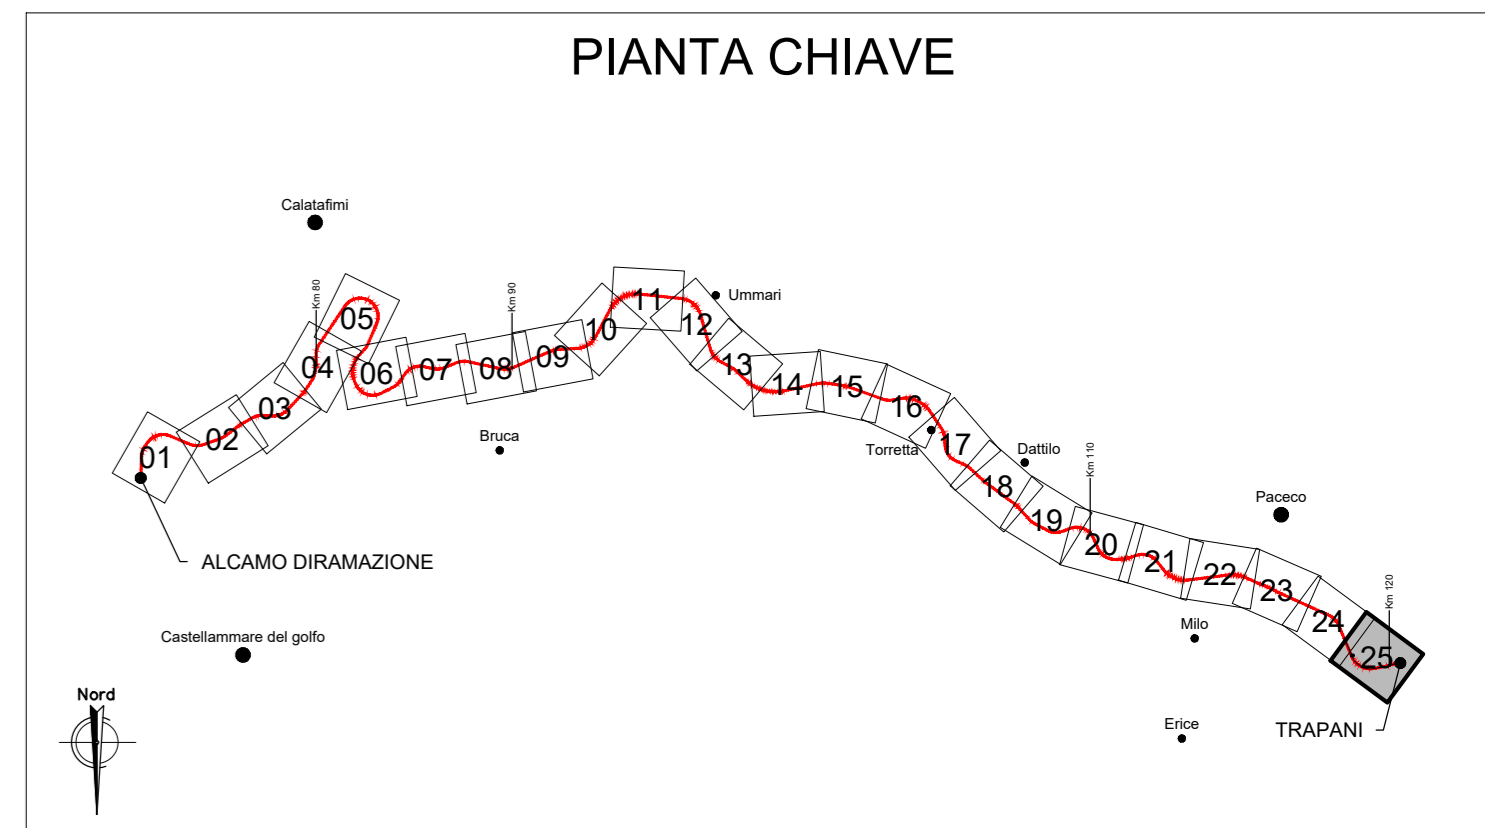 PIANTA CHIAVE
Calatafimi
Km 80
Km 90
Ummari
01
02
03
04
05
06
07
08
09
10
11
12
13
14
15
16
17
18
19
20
21
22
23
24
25
Bruca
Torretta
Dattilo
Km 110
Paceco
Km 120
ALCAMO DIRAMAZIONE
Castellammare del golfo
Milo
Erice
TRAPANI
Nord